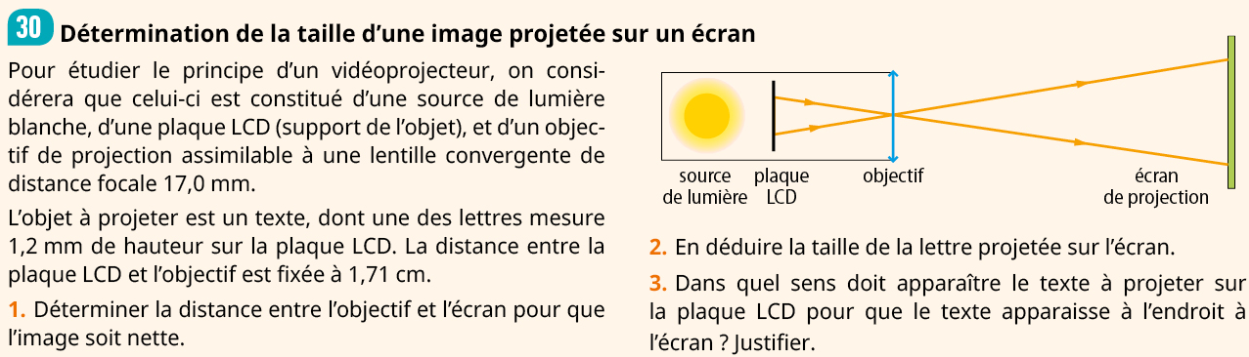 30 Détermination de la taille d'une image projetée sur un écran
Pour étudier le principe d'un vidéoprojecteur, on consi-
dérera que celui-ci est constitué d'une source de lumière
blanche, d'une plaque LCD (support de l'objet), et d'un objec-
tif de projection assimilable à une lentille convergente de
distance focale 17,0 mm.
L'objet à projeter est un texte, dont une des lettres mesure
1,2 mm de hauteur sur la plaque LCD. La distance entre la
plaque LCD et l'objectif est fixée à 1,71 cm.
1. Déterminer la distance entre l'objectif et l'écran pour que
l'image soit nette.
source
de lumière
plaque
LCD
objectif
écran
de projection
2. En déduire la taille de la lettre projetée sur l'écran.
3. Dans quel sens doit apparaître le texte à projeter sur
la plaque LCD pour que le texte apparaisse à l'endroit à
l'écran ? Justifier.